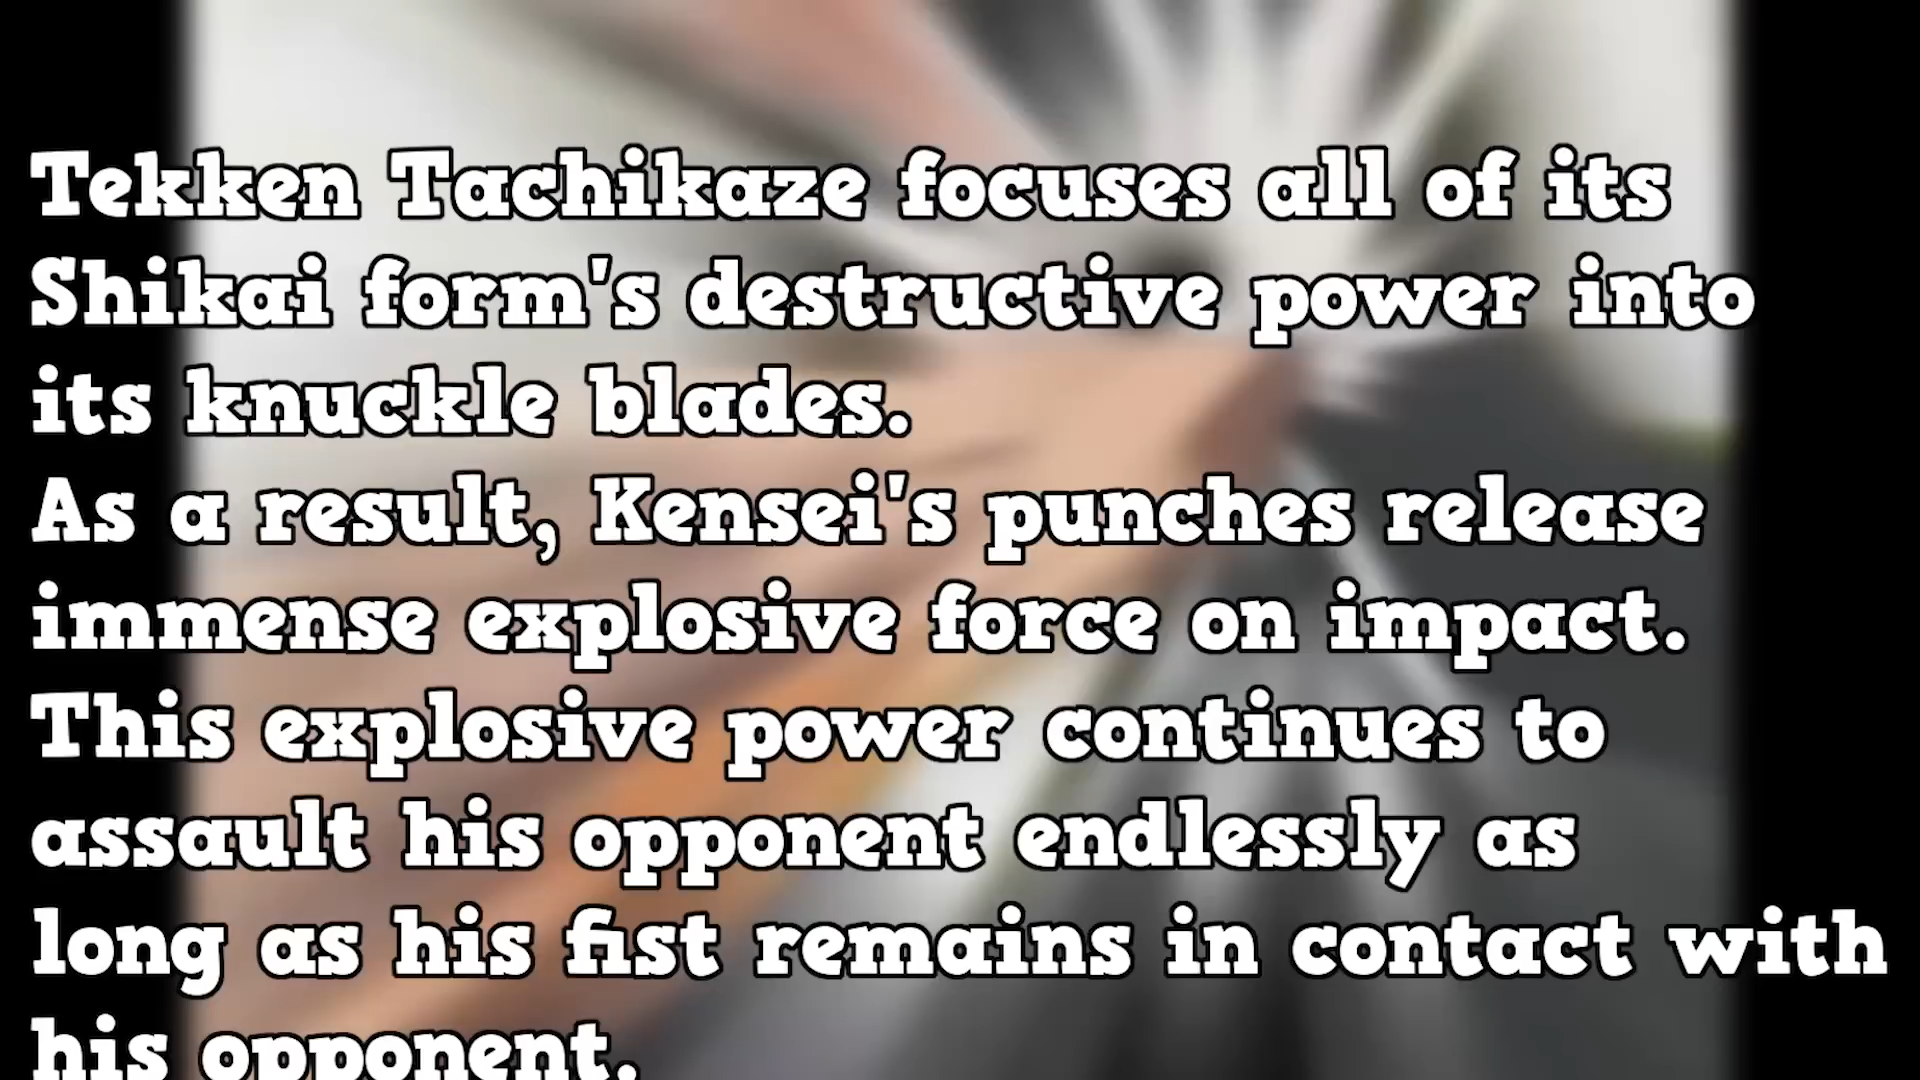 Tekken Tachikaze focuses all of its
Shikai form's destructive power into
its knuckle blades.
As a result, Kensei's punches release
immense explosive force on impact.
This explosive power continues to
assault his opponent endlessly as
long as his fist remains in contact with
his opponent.